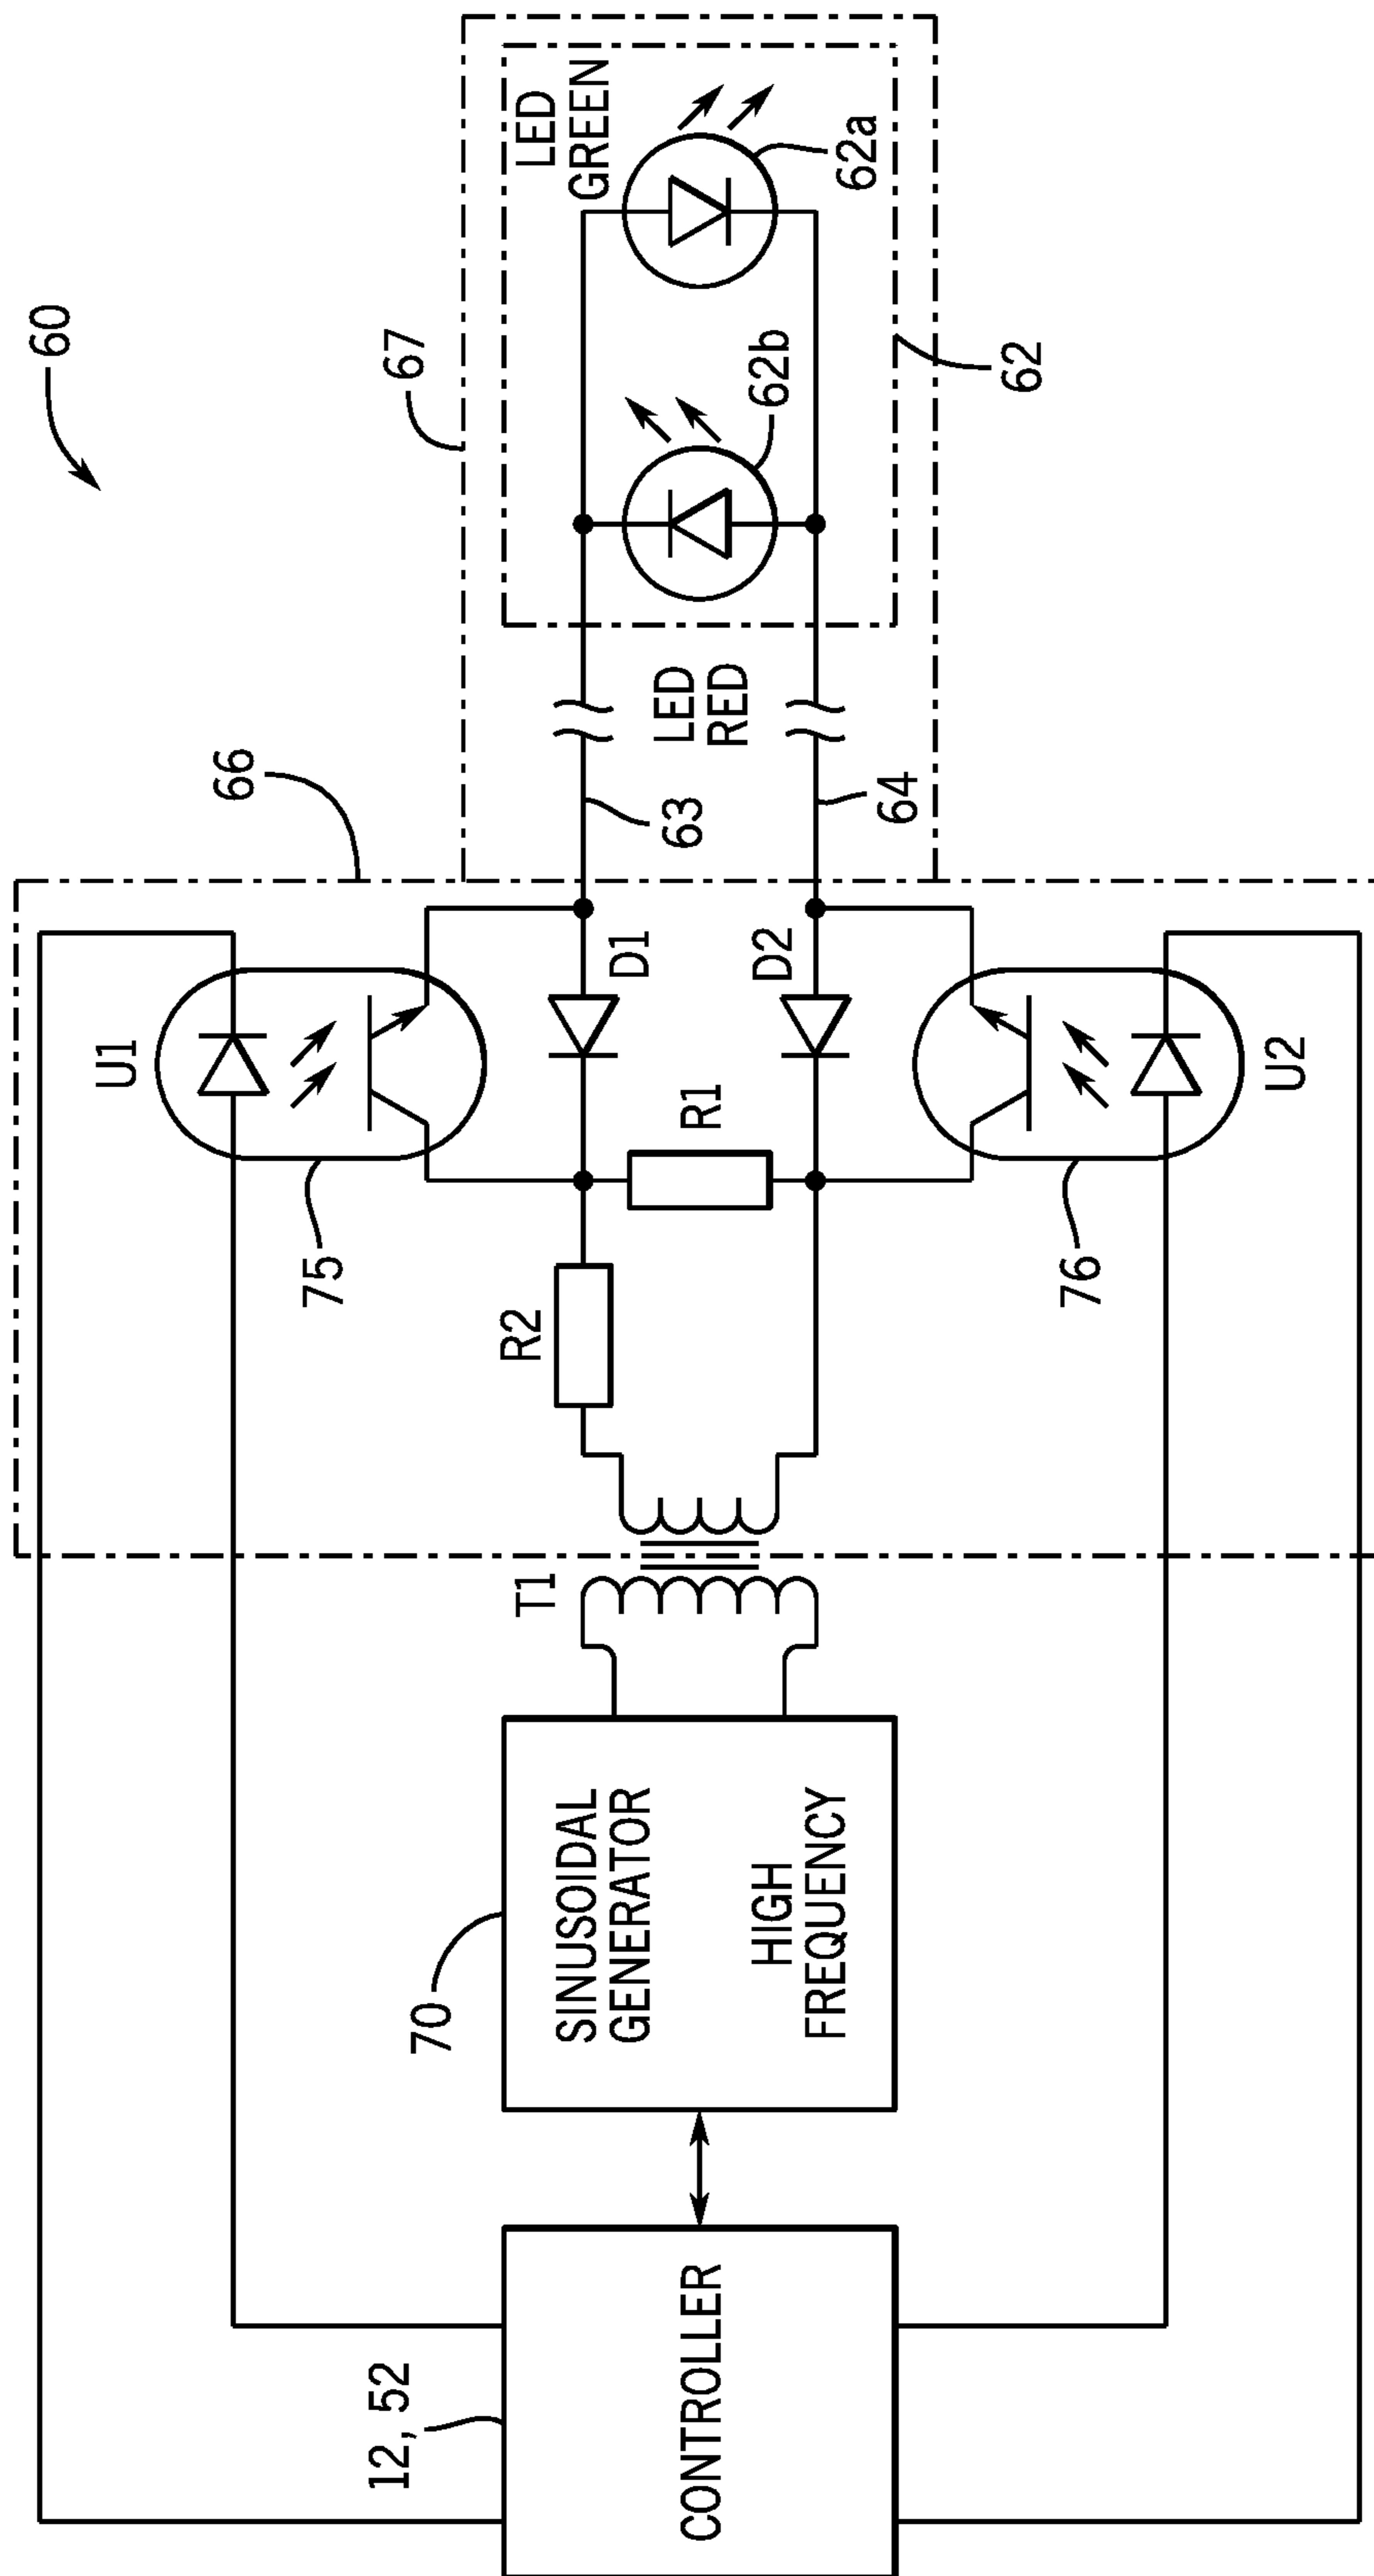 60
67
LED
GREEN
62a
62b
62
66
LED
RED
63
64
U1
D1
D2
U2
R1
75
76
R2
T1
70
SINUSOIDAL
GENERATOR
HIGH
FREQUENCY
12, 52
CONTROLLER